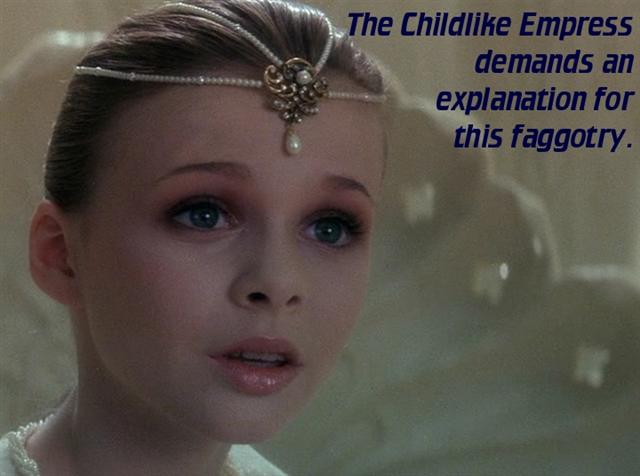 The Childlike Empress
demands an
explanation for
this faggotry.